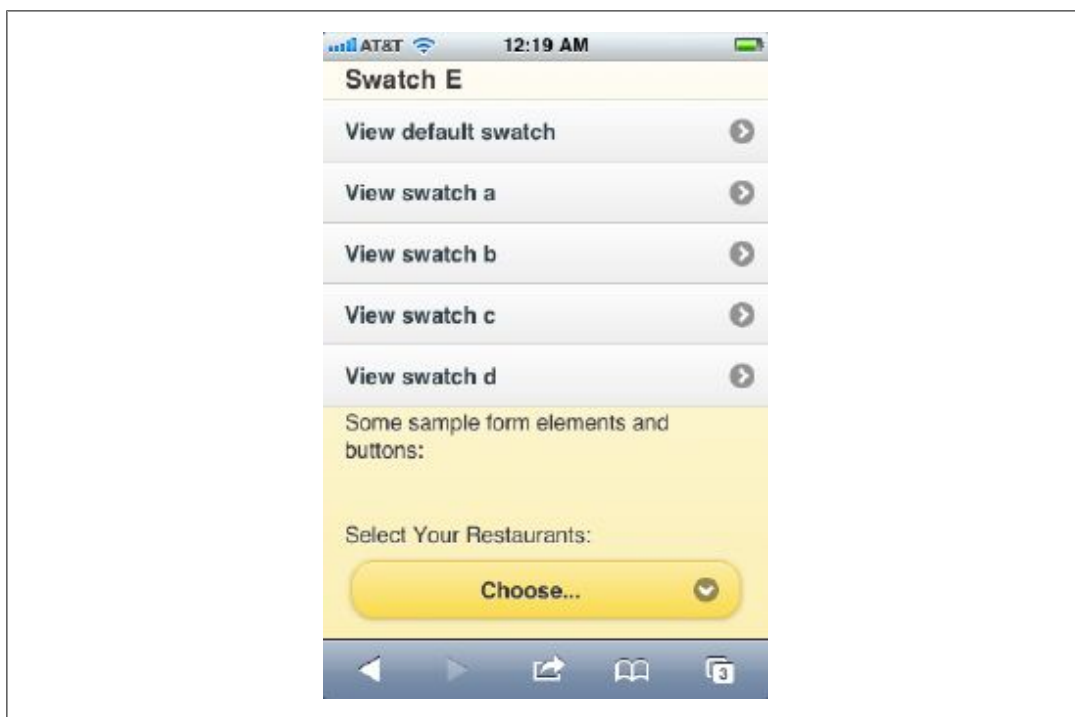 AT&T 12:19 AM
Swatch E
View default swatch
View swatch a
View swatch b
View swatch c
View swatch d
Some sample form elements and
buttons:
Select Your Restaurants:
Choose...
3